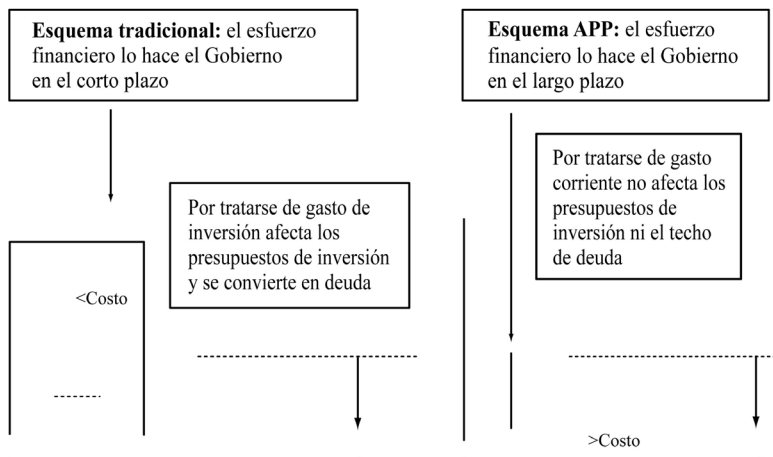 Esquema tradicional: el esfuerzo
financiero lo hace el Gobierno
en el corto plazo
Esquema APP: el esfuerzo
financiero lo hace el Gobierno
en el largo plazo
Por tratarse de gasto de
inversión afecta los
presupuestos de inversión
y se convierte en deuda
Por tratarse de gasto
corriente no afecta los
presupuestos de
inversión ni el techo
de deuda
<Costo
>Costo